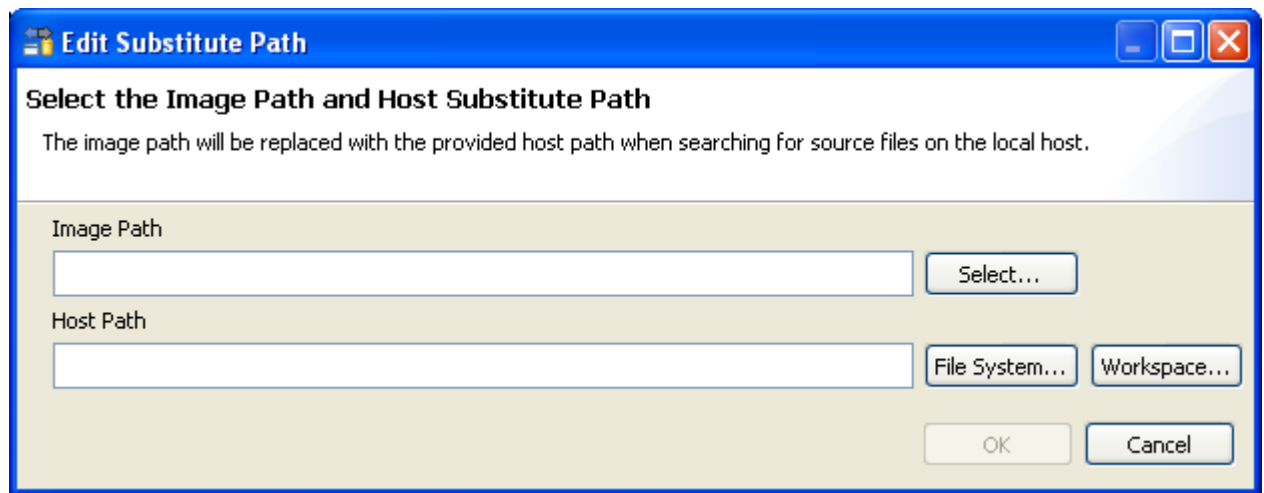 Edit Substitute Path
Select the Image Path and Host Substitute Path
The image path will be replaced with the provided host path when searching for source files on the local host.
Image Path
Select...
Host Path
File System... Workspace...
OK Cancel